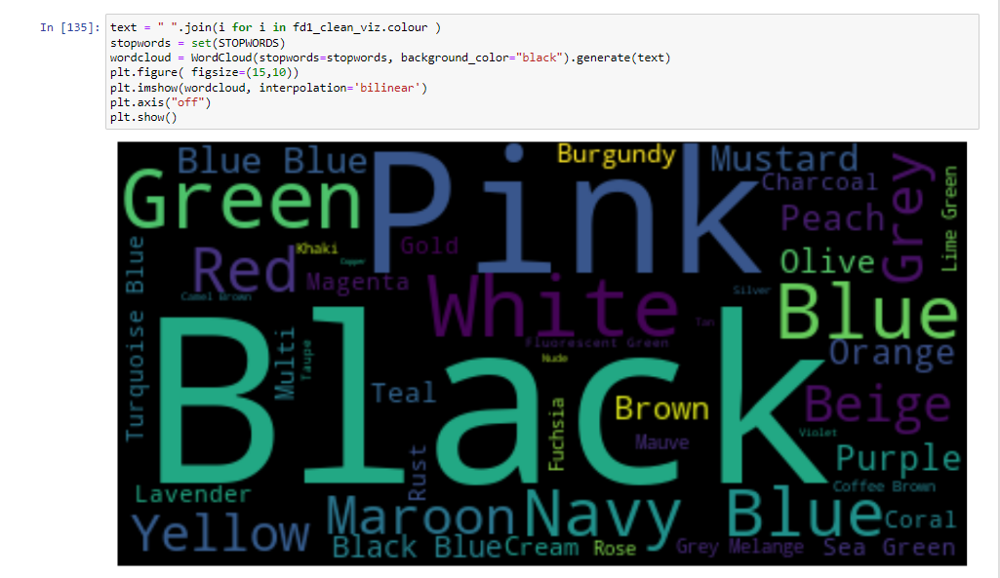 In [135]:
text = " ".join(i for i in fd1_clean_viz.colour )
stopwords = set(STOPWORDS)
wordcloud = WordCloud(stopwords=stopwords, background_color="black").generate(text)
plt.figure( figsize=(15,10))
plt.imshow(wordcloud, interpolation='bilinear')
plt.axis("off")
plt.show()
Blue Blue
Pink
Burgundy
Mustard
Green
Charcoal
Grey
Lime Green
Peach
Khaki
Gold
Copper
Red
Olive
Turquoise Blue
Magenta
White
Silver
Camel Brown
Blue
Black
Tan
Multi
Taupe
Fluorescent Green
Nude
Orange
Teal
Fuchsia
Brown
Beige
Mauve
Violet
Rust
Purple
Lavender
Coffee Brown
Maroon
Navy Blue
Coral
Yellow
Black Blue
Cream
Rose
Grey Melange
Sea Green